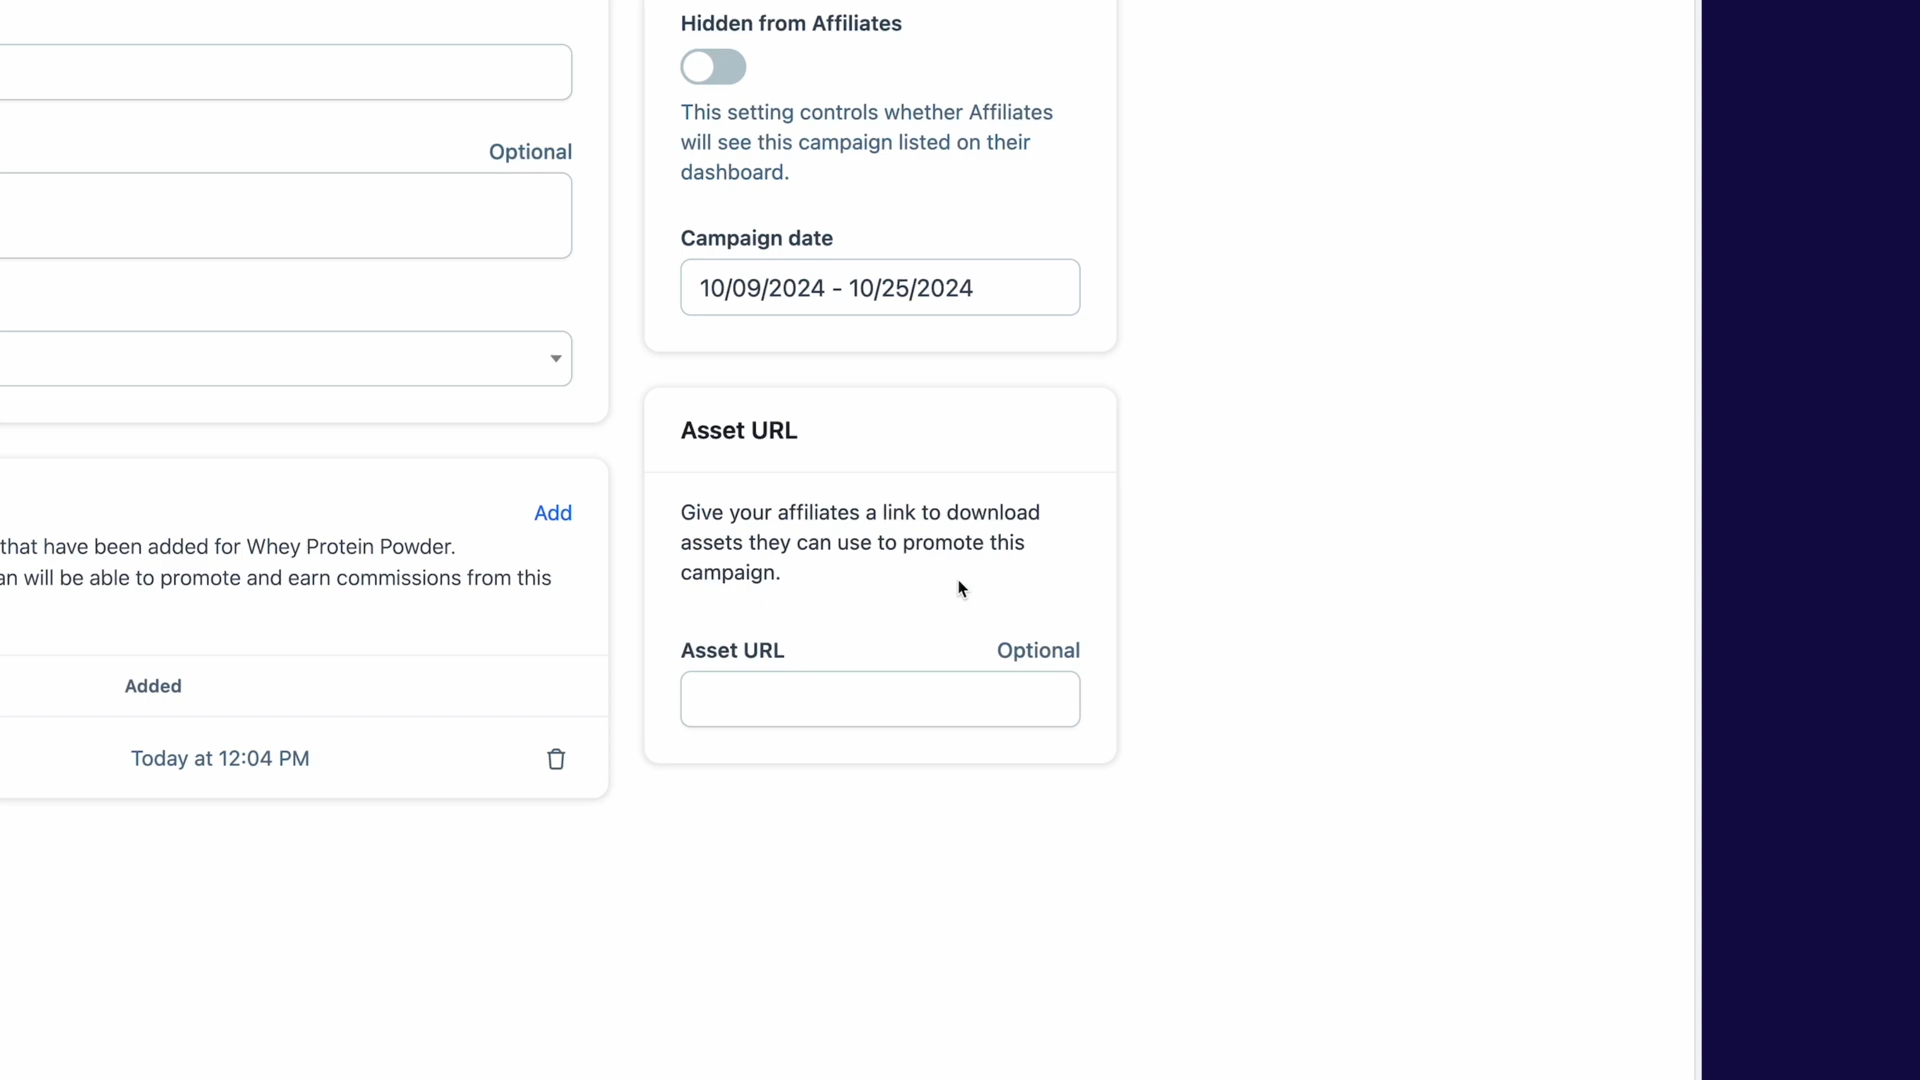 Optional
Add
that have been added for Whey Protein Powder.
an will be able to promote and earn commissions from this
Added
Today at 12:04 PM
Hidden from Affiliates
This setting controls whether Affiliates
will see this campaign listed on their
dashboard.
Campaign date
10/09/2024 - 10/25/2024
Asset URL
Give your affiliates a link to download
assets they can use to promote this
campaign.
Asset URL
Optional